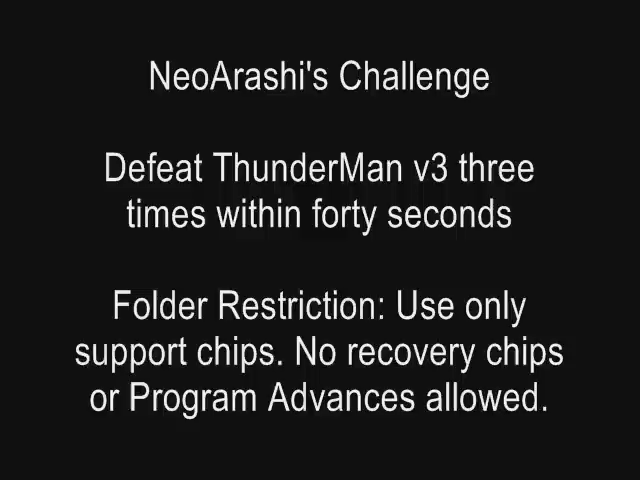 NeoArashi's Challenge
Defeat ThunderMan v3 three
times within forty seconds
Folder Restriction: Use only
support chips. No recovery chips
or Program Advances allowed.